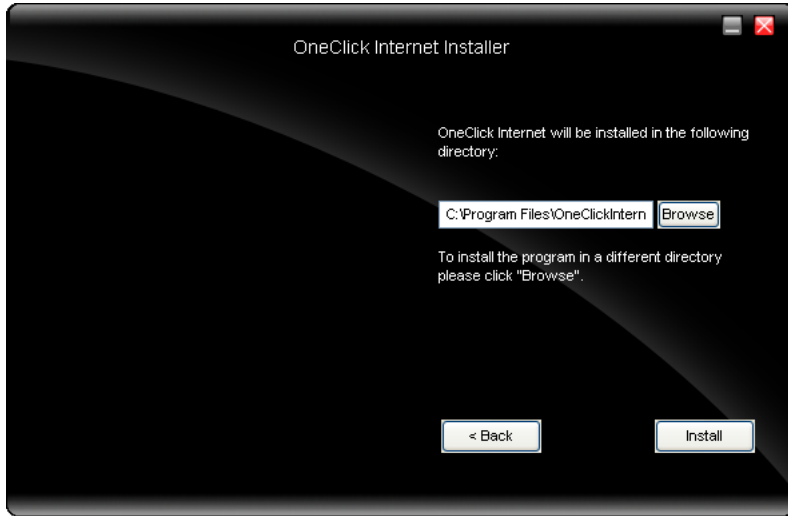 OneClick Internet Installer
OneClick Internet will be installed in the following
directory:
C:\Program Files\OneClickIntern
Browse
To install the program in a different directory
please click "Browse".
< Back
Install